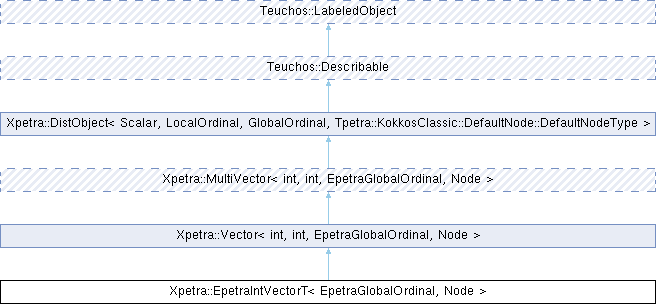 Teuchos::LabeledObject
Teuchos::Describable
Xpetra::DistObject< Scalar, LocalOrdinal, GlobalOrdinal, Tpetra::KokkosClassic::DefaultNode::DefaultNodeType >
Xpetra::MultiVector< int, int, EpetraGlobalOrdinal, Node >
Xpetra::Vector< int, int, EpetraGlobalOrdinal, Node >
Xpetra::EpetraIntVectorT< EpetraGlobalOrdinal, Node >